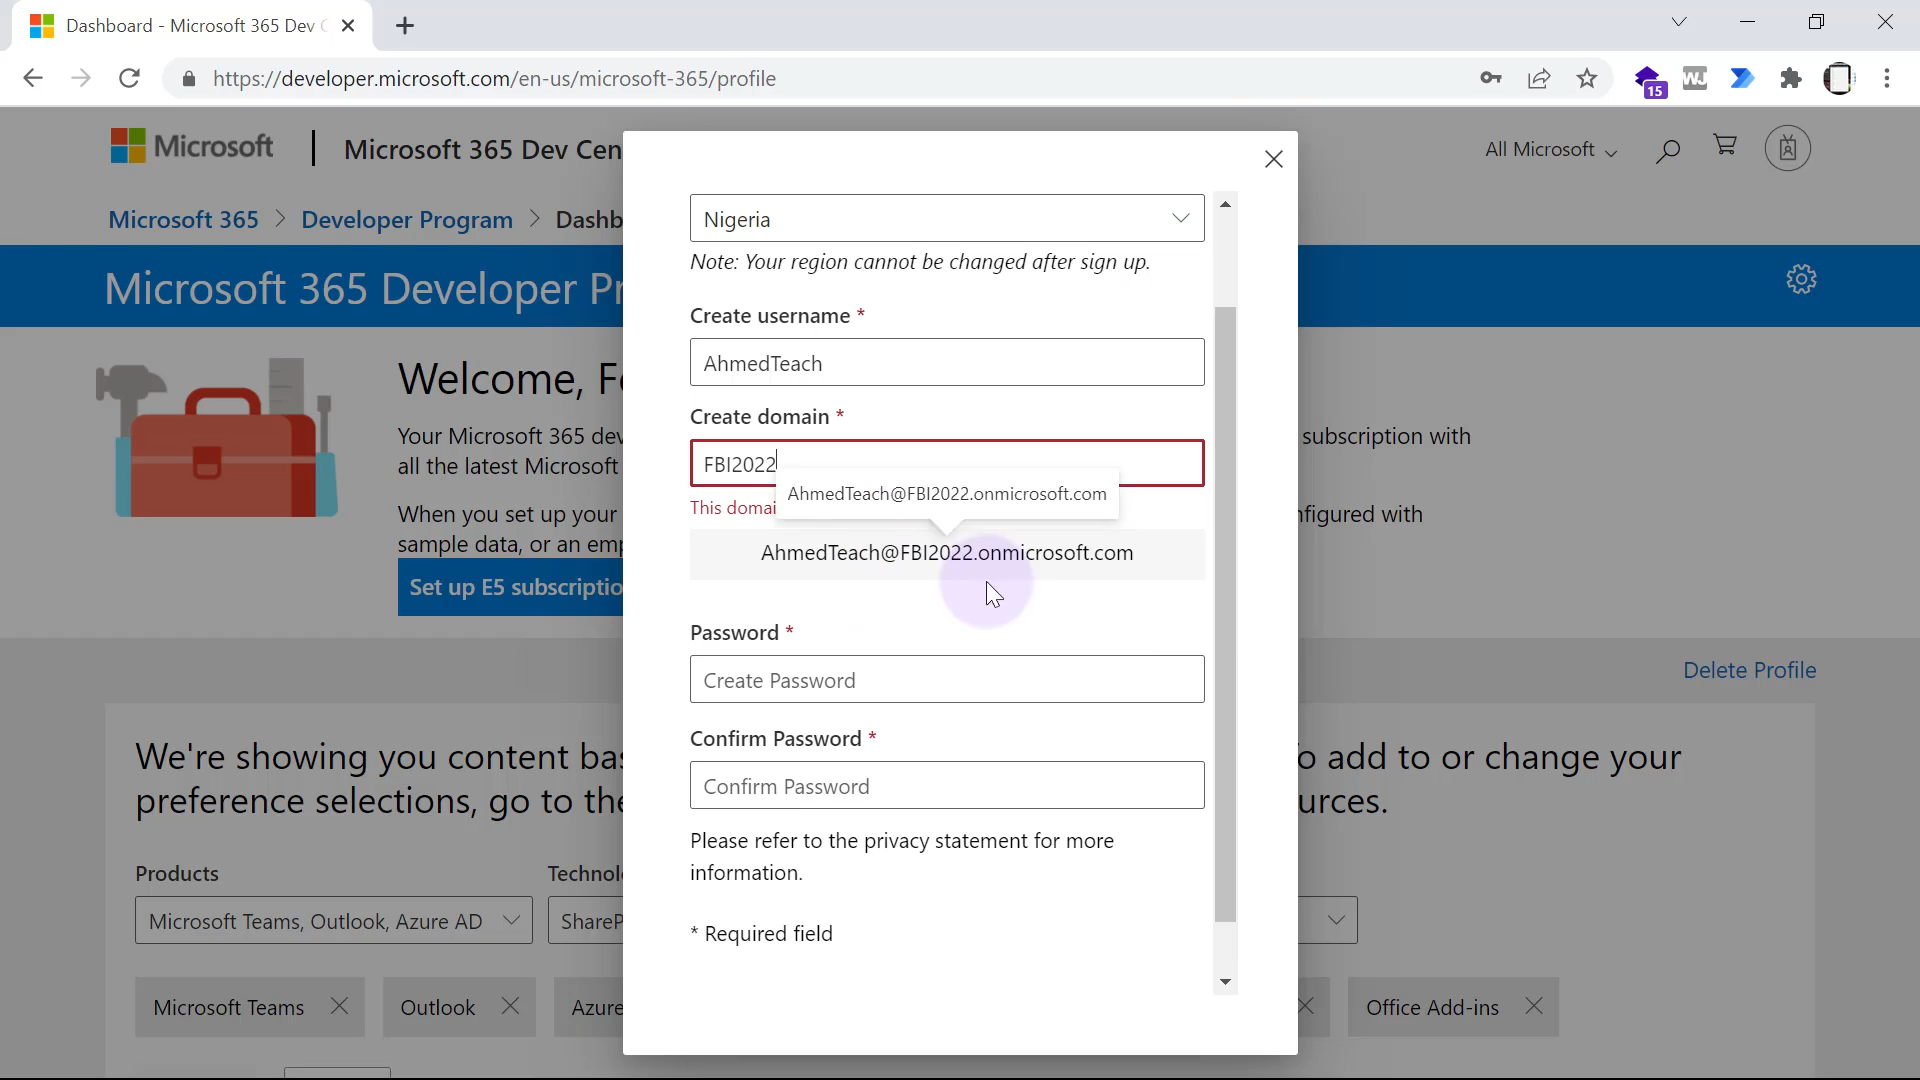 Dashboard - Microsoft 365 Dev
https://developer.microsoft.com/en-us/microsoft-365/profile
15
WJ
Microsoft
Microsoft 365 Dev Cen
All Microsoft
Microsoft 365 > Developer Program > Dashb
Microsoft 365 Developer Pr
Welcome, F
Your Microsoft 365 dev
all the latest Microsoft
subscription with
When you set up your
sample data, or an emp
figured with
Set up E5 subscriptio
Nigeria
Note: Your region cannot be changed after sign up.
Create username *
AhmedTeach
Create domain *
FBI2022
AhmedTeach@FBI2022.onmicrosoft.com
This domai
AhmedTeach@FBI2022.onmicrosoft.com
Password *
Create Password
Confirm Password *
Confirm Password
Please refer to the privacy statement for more
information.
* Required field
Delete Profile
We're showing you content bas
preference selections, go to the
o add to or change your
urces.
Products
Technol
Microsoft Teams, Outlook, Azure AD
ShareP
Microsoft Teams
Outlook
Azure
Office Add-ins